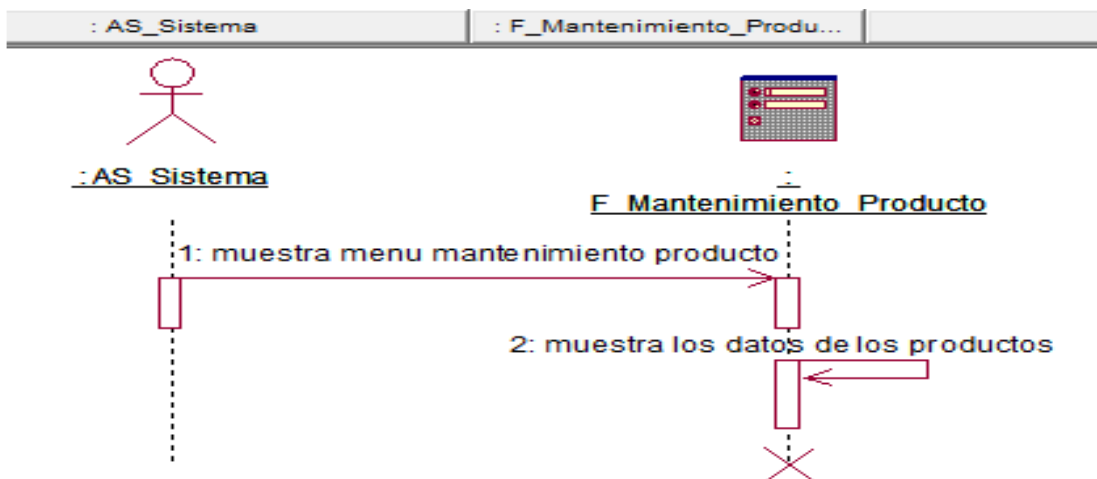 : AS_Sistema
: F_Mantenimiento_Produ...
: AS_Sistema
:
F_Mantenimiento_Producto
1: muestra menu mantenimiento producto
2: muestra los datos de los productos